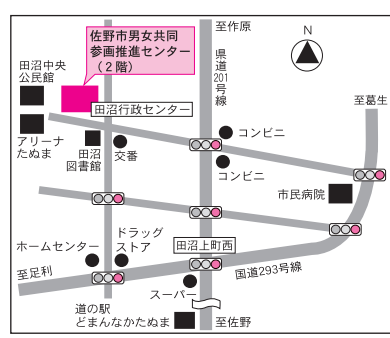 至作原
N
佐野市男女共同
参画推進センター
(2階)
県道
201
号線
田沼中央
公民館
至葛生
田沼行政センター
コンビニ
アリーナ
たぬま
田沼
図書館
交番
コンビニ
市民病院
ドラッグ
ストア
ホームセンター
田沼上町西
至足利
国道293号線
スーパー
道の駅
どまんなかたぬま
至佐野